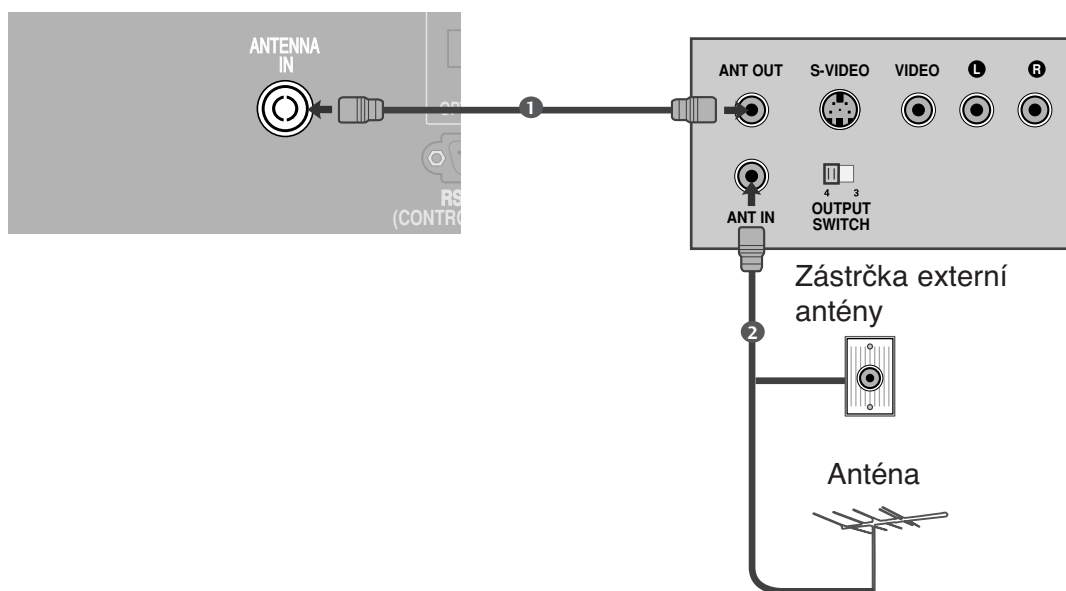 ANTENNA
IN
RS
(CONTRO
1
ANT OUT
S-VIDEO
VIDEO
L
R
4 3
ANT IN
OUTPUT
SWITCH
Zástrčka externí
antény
2
Anténa